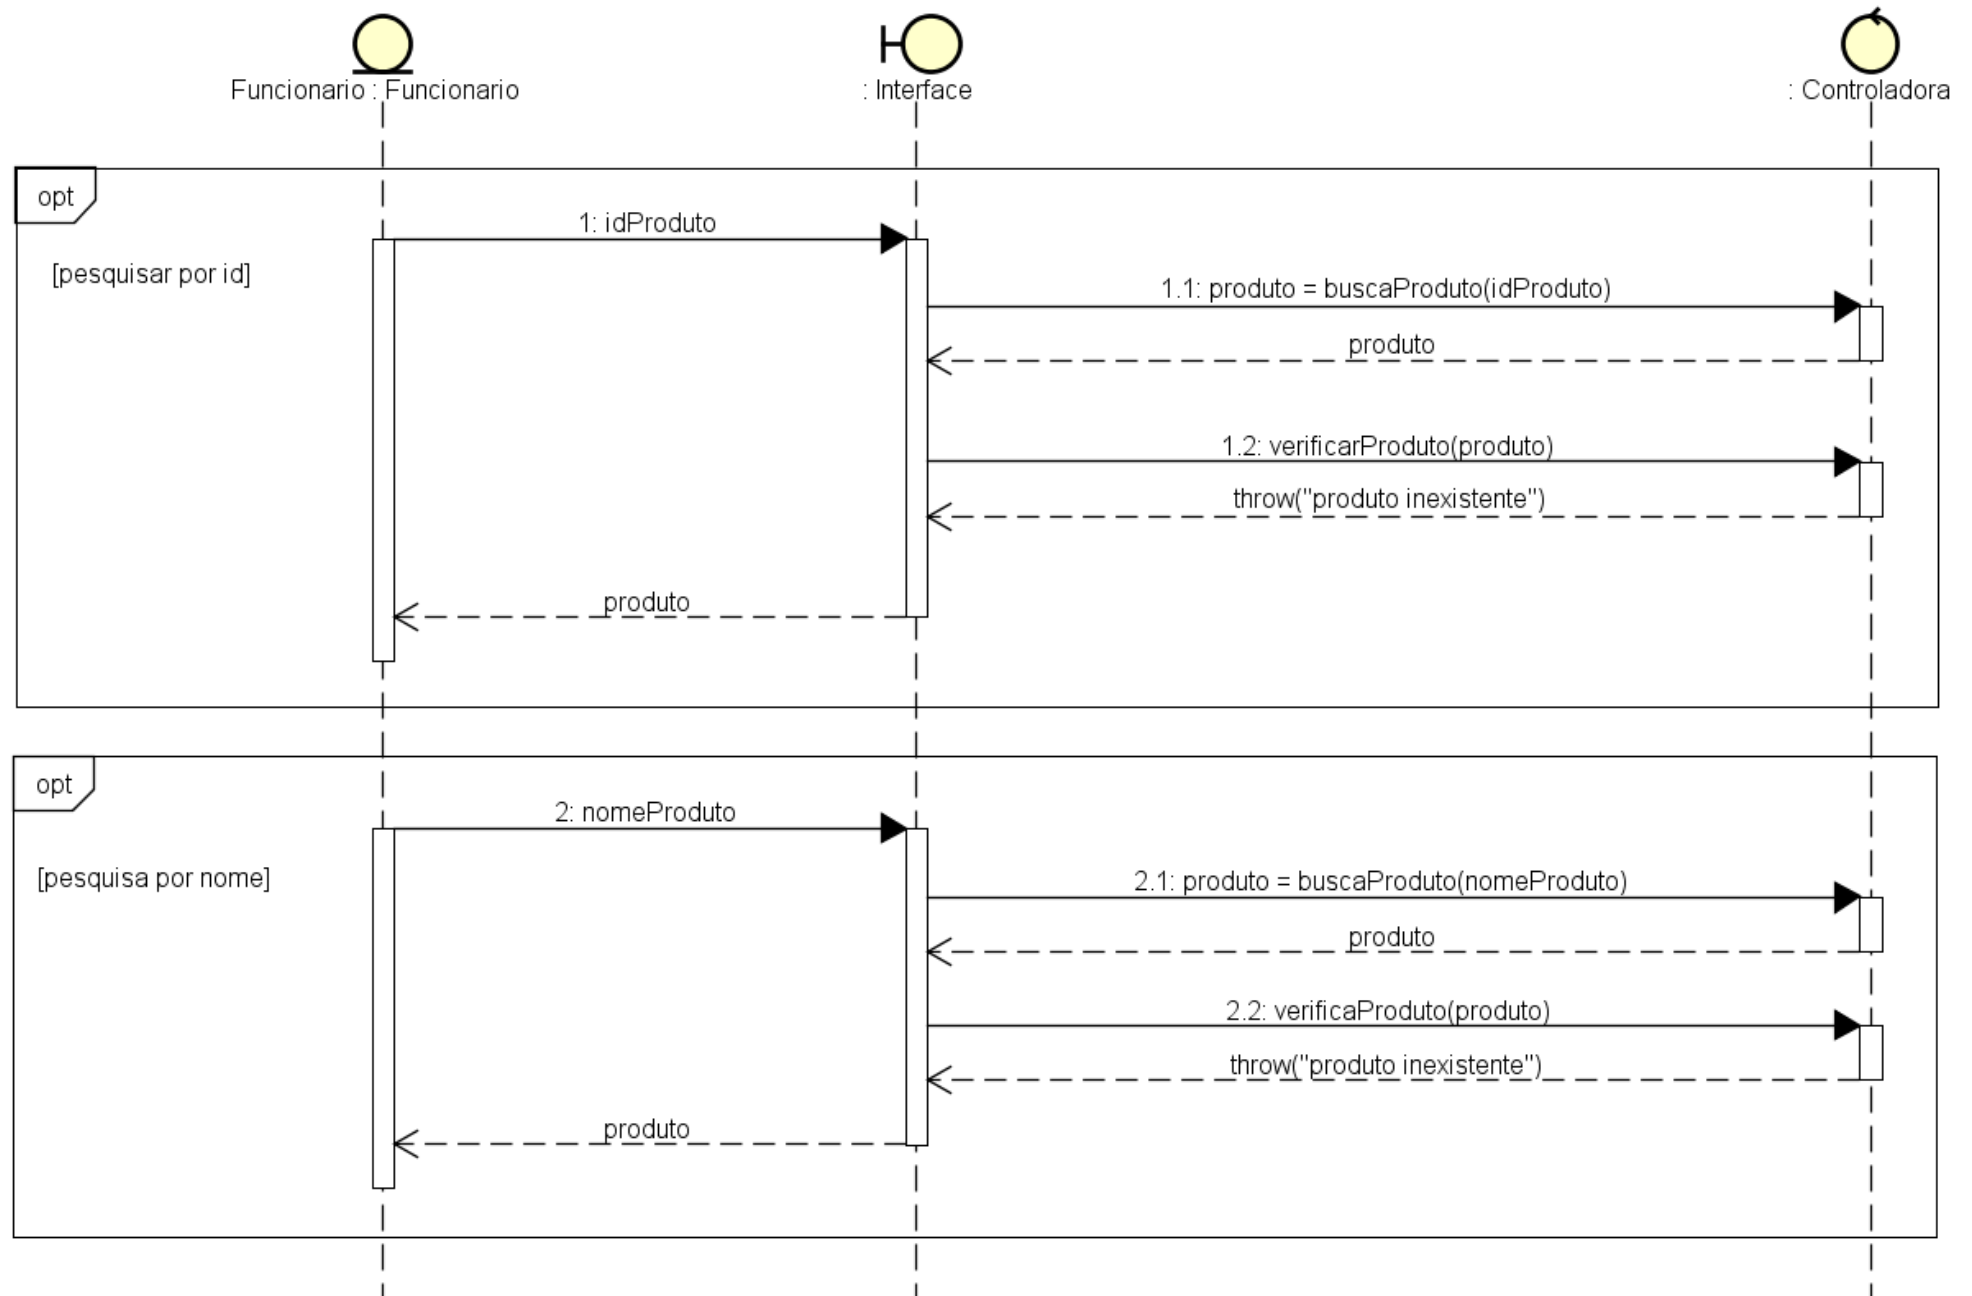 Funcionario : Funcionario
: Interface
: Controladora
opt
1: idProduto
[pesquisar por id]
1.1: produto = buscaProduto(idProduto)
produto
1.2: verificarProduto(produto)
throw("produto inexistente")
produto
opt
2: nomeProduto
[pesquisa por nome]
2.1: produto = buscaProduto(nomeProduto)
produto
2.2: verificaProduto(produto)
throw("produto inexistente")
produto